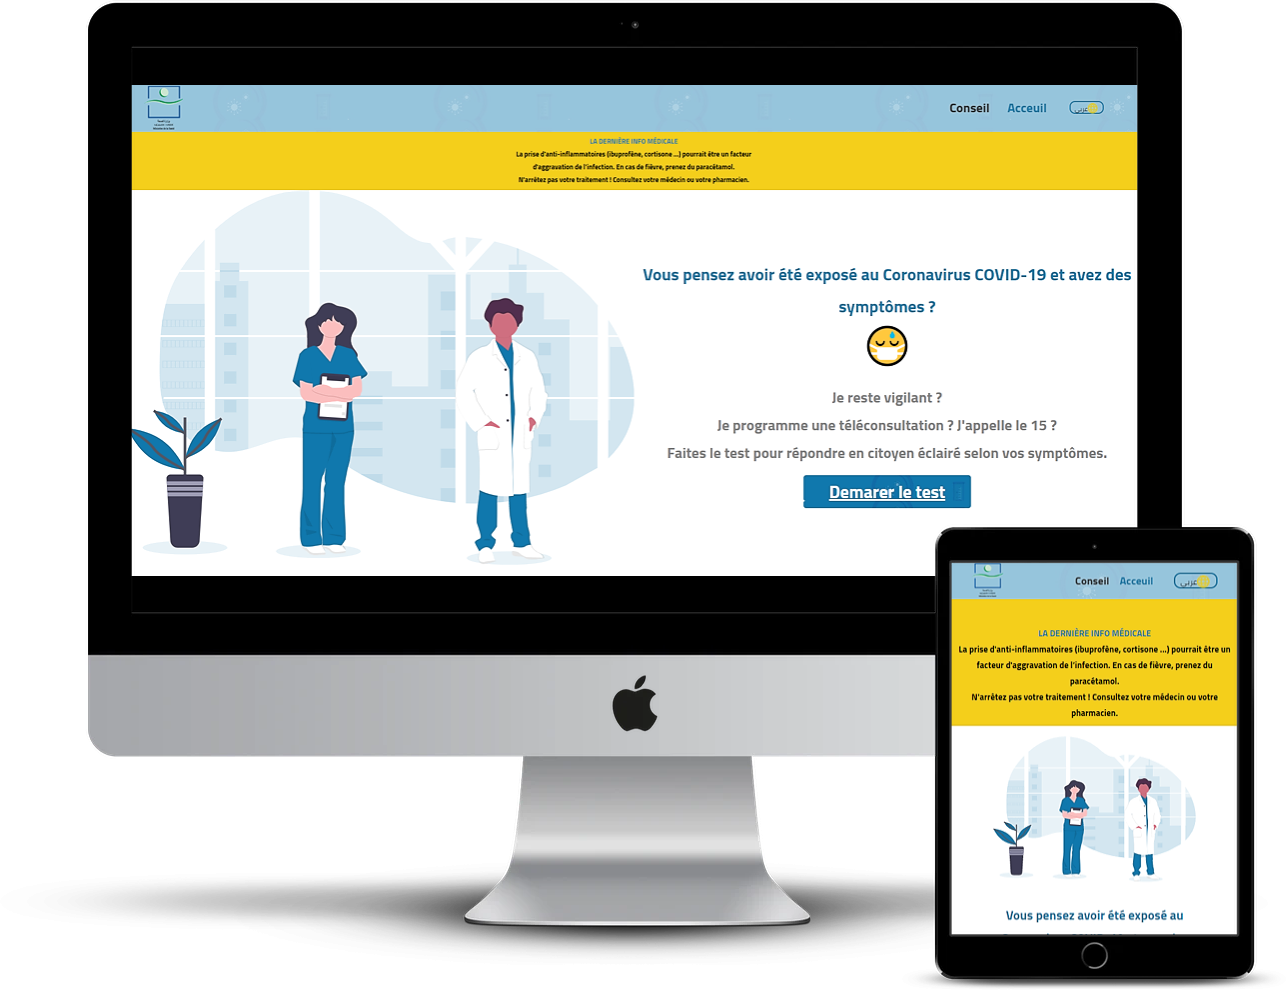 Conseil Acceuil عربي
LA DERNIÈRE INFO MÉDICALE
La prise d'anti-inflammatoires (ibuprofène, cortisone ...) pourrait être un facteur
d'aggravation de l'infection. En cas de fièvre, prenez du paracétamol.
N'arrêtez pas votre traitement ! Consultez votre médecin ou votre pharmacien.
Vous pensez avoir été exposé au Coronavirus COVID-19 et avez des
symptômes ?
Je reste vigilant ?
Je programme une téléconsultation ? J'appelle le 15 ?
Faites le test pour répondre en citoyen éclairé selon vos symptômes.
Demarer le test
Conseil Acceuil عربي
LA DERNIÈRE INFO MÉDICALE
La prise d'anti-inflammatoires (ibuprofène, cortisone ...) pourrait être un
facteur d'aggravation de l'infection. En cas de fièvre, prenez du
paracétamol.
N'arrêtez pas votre traitement ! Consultez votre médecin ou votre
pharmacien.
Vous pensez avoir été exposé au